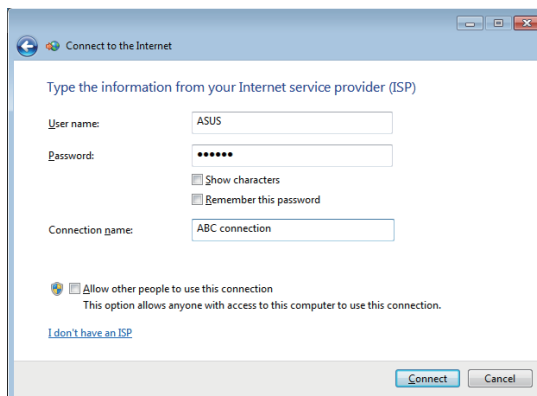 Connect to the Internet
Type the information from your Internet service provider (ISP)
User name: ASUS
Password: ••••••
Show characters
Remember this password
Connection name: ABC connection
Allow other people to use this connection
This option allows anyone with access to this computer to use this connection.
I don't have an ISP
Connect Cancel